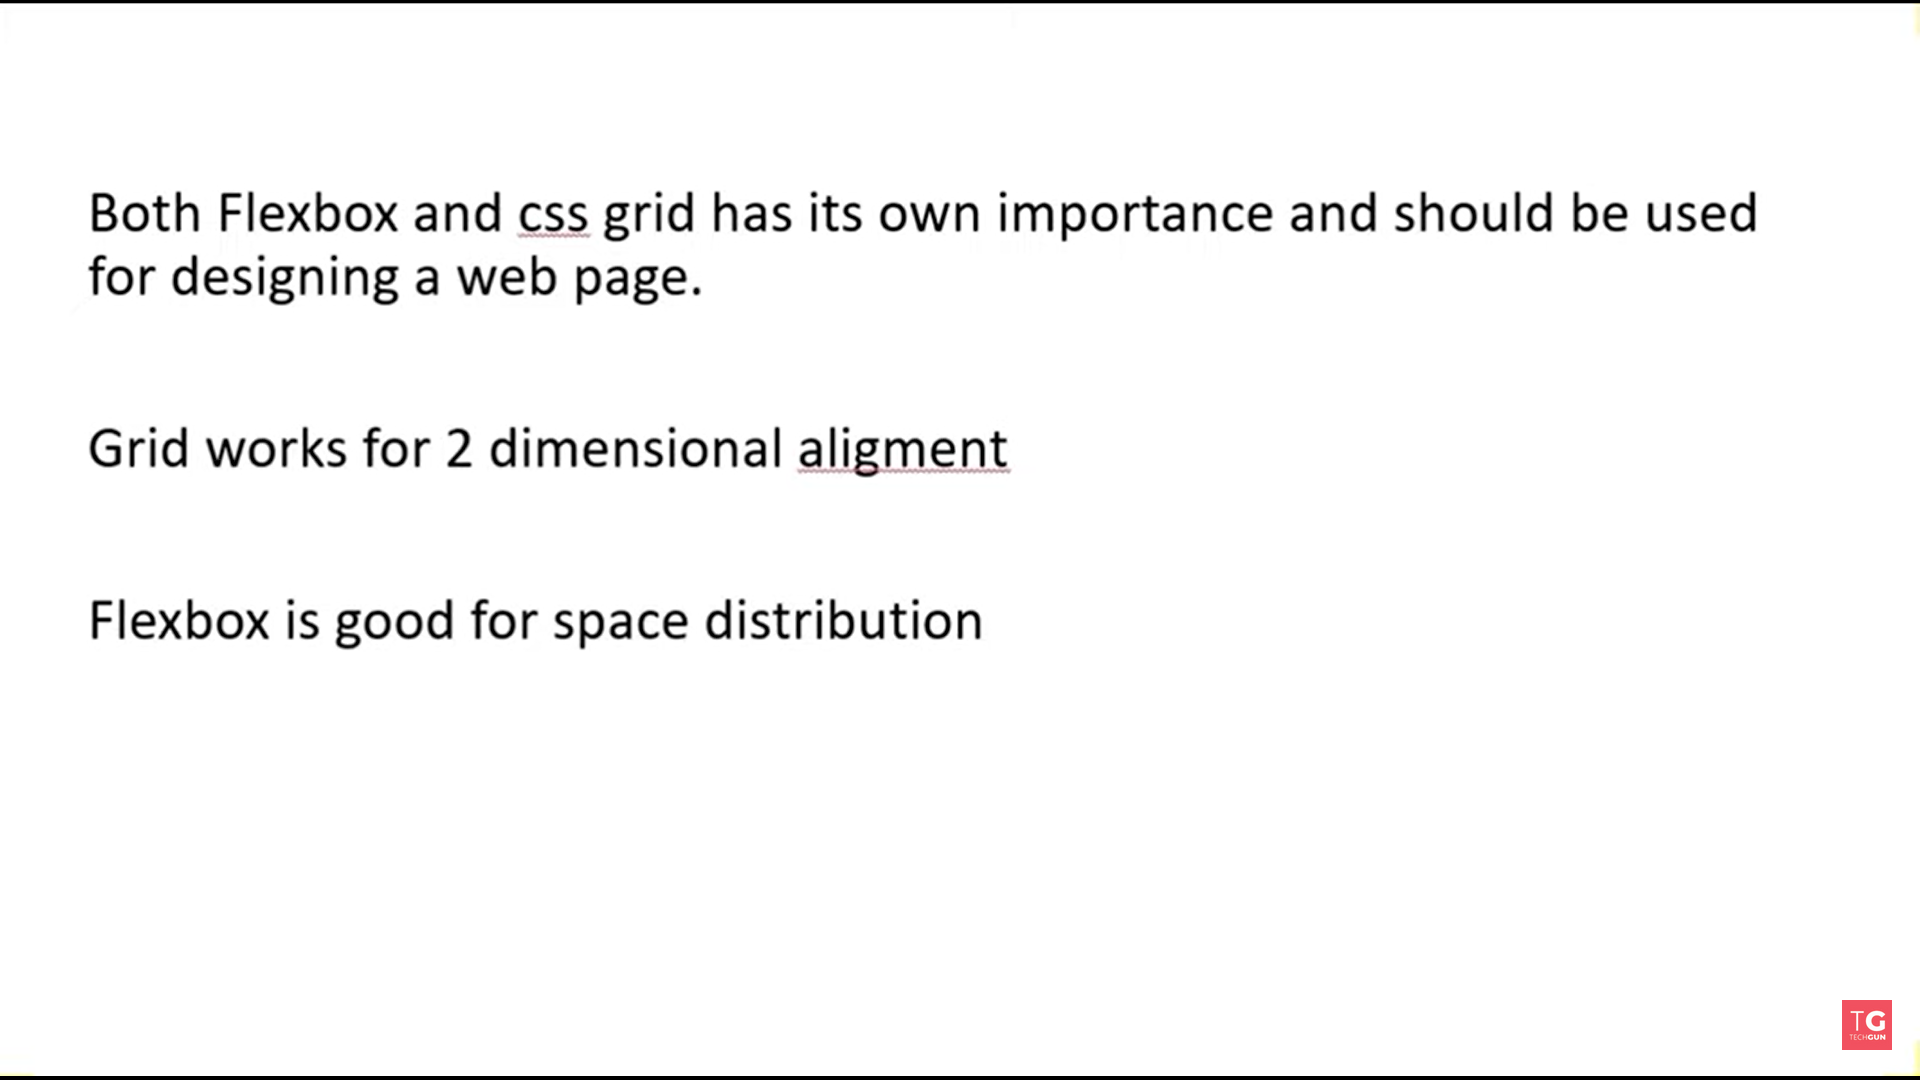 Both Flexbox and css grid has its own importance and should be used
for designing a web page.
Grid works for 2 dimensional aligment
Flexbox is good for space distribution
TG
TECHGUN